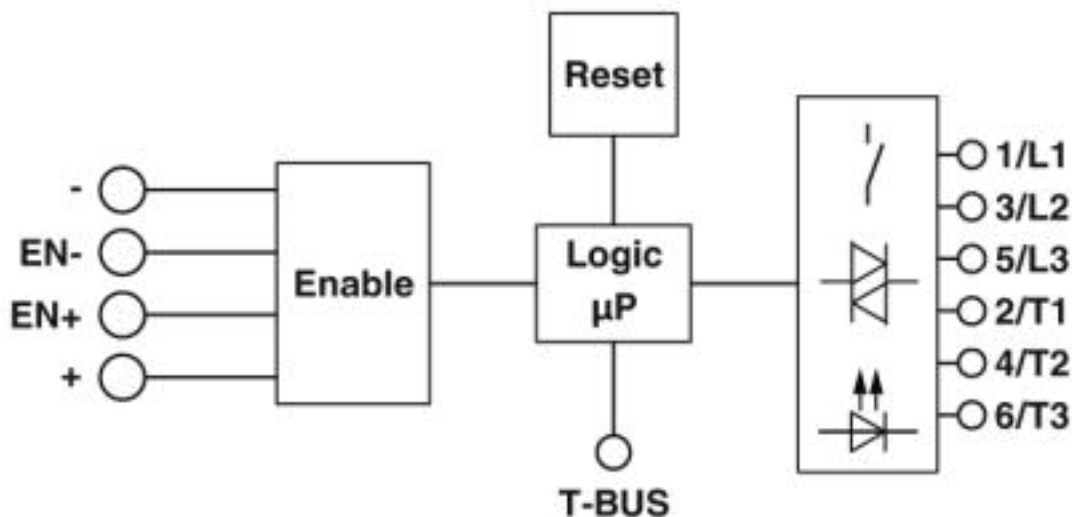 Reset
-
EN-
EN+
+
Enable
Logic
µP
T-BUS
1/L1
3/L2
5/L3
2/T1
4/T2
6/T3